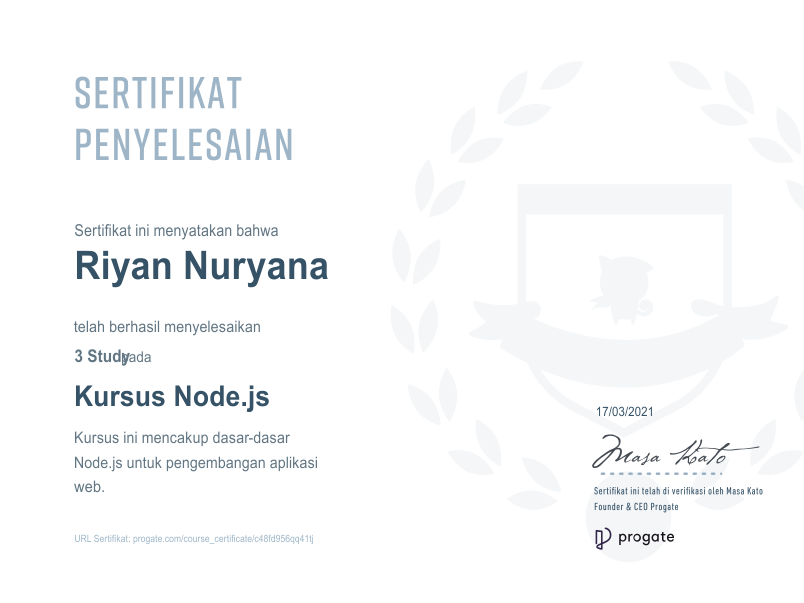 SERTIFIKAT
PENYELESAIAN
Sertifikat ini menyatakan bahwa
Riyan Nuryana
telah berhasil menyelesaikan
3 Study pada
Kursus Node.js
Kursus ini mencakup dasar-dasar
Node.js untuk pengembangan aplikasi
web.
17/03/2021
Masa Kato
Sertifikat ini telah di verifikasi oleh Masa Kato
Founder & CEO Progate
progate
URL Sertifikat: progate.com/course_certificate/c48fd956qq41tj